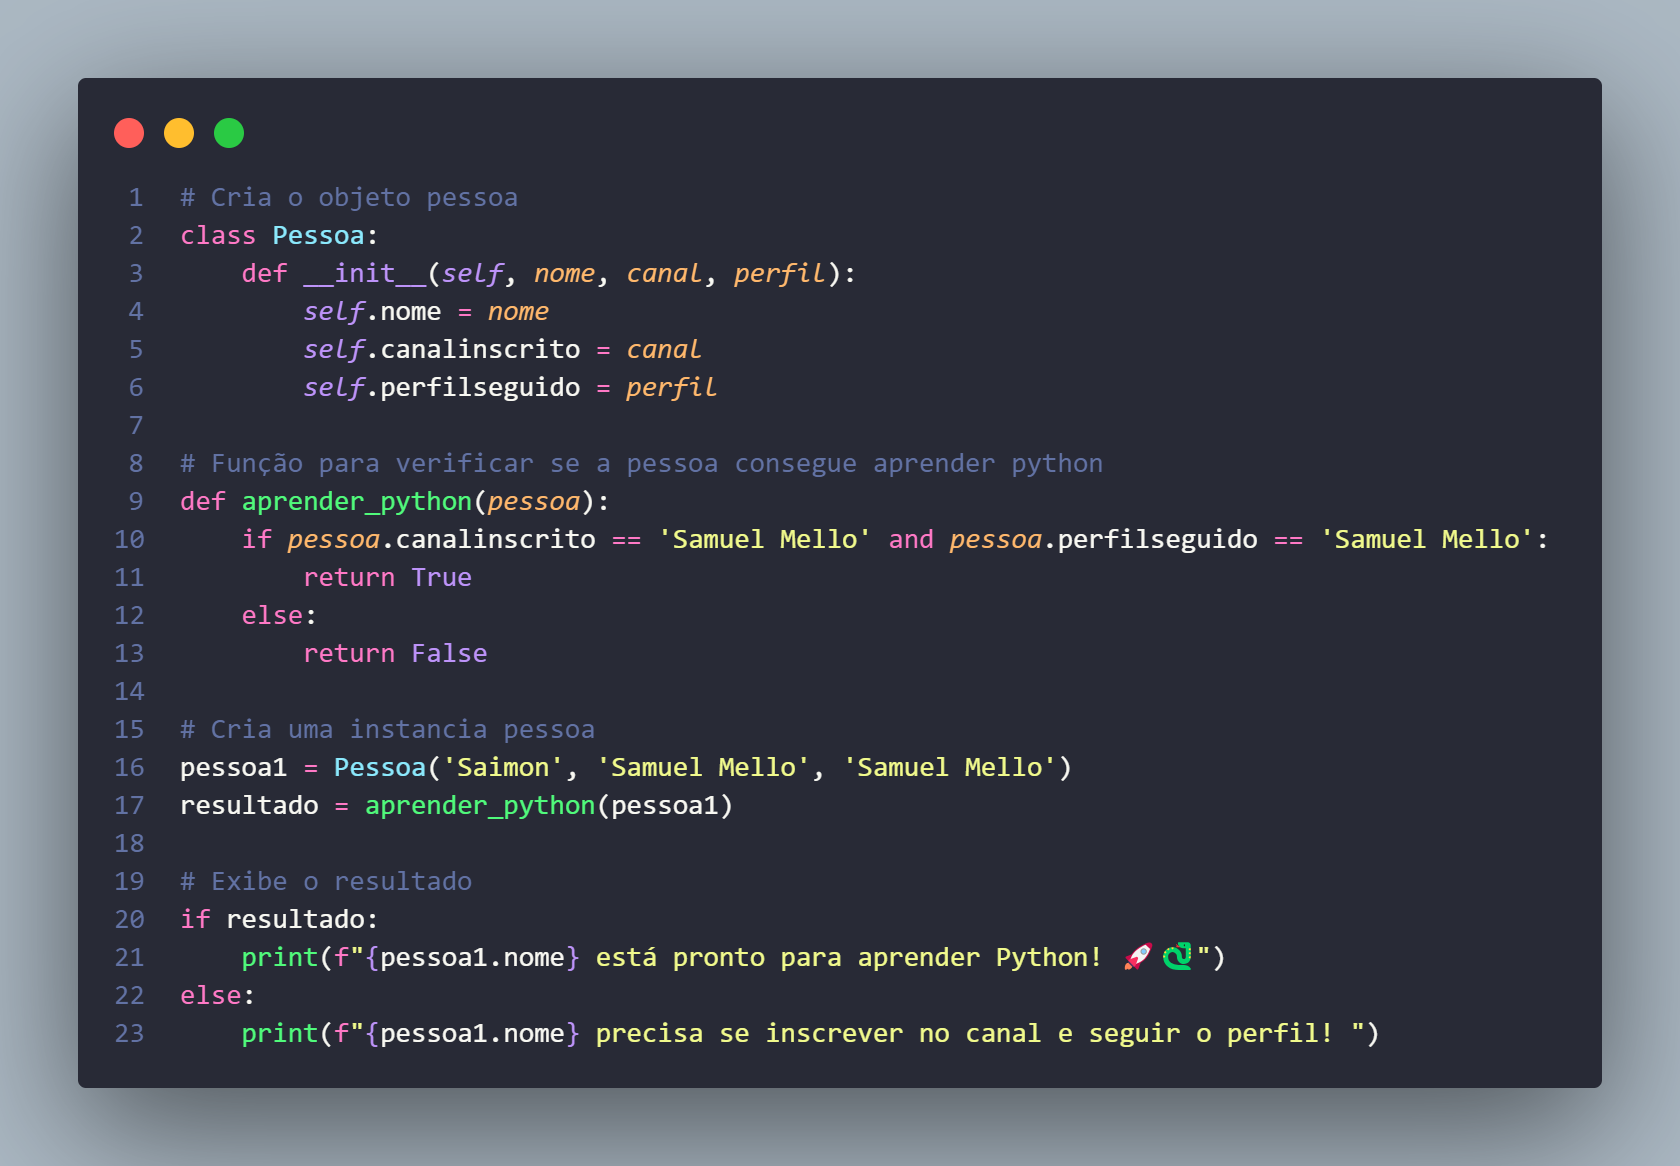 1 # Cria o objeto pessoa
2 class Pessoa:
3     def __init__(self, nome, canal, perfil):
4         self.nome = nome
5         self.canalinscrito = canal
6         self.perfilseguido = perfil
7
8 # Função para verificar se a pessoa consegue aprender python
9 def aprender_python(pessoa):
10     if pessoa.canalinscrito == 'Samuel Mello' and pessoa.perfilseguido == 'Samuel Mello':
11         return True
12     else:
13         return False
14
15 # Cria uma instancia pessoa
16 pessoa1 = Pessoa('Saimon', 'Samuel Mello', 'Samuel Mello')
17 resultado = aprender_python(pessoa1)
18
19 # Exibe o resultado
20 if resultado:
21     print(f"{pessoa1.nome} está pronto para aprender Python! 🚀🐍")
22 else:
23     print(f"{pessoa1.nome} precisa se inscrever no canal e seguir o perfil! ")